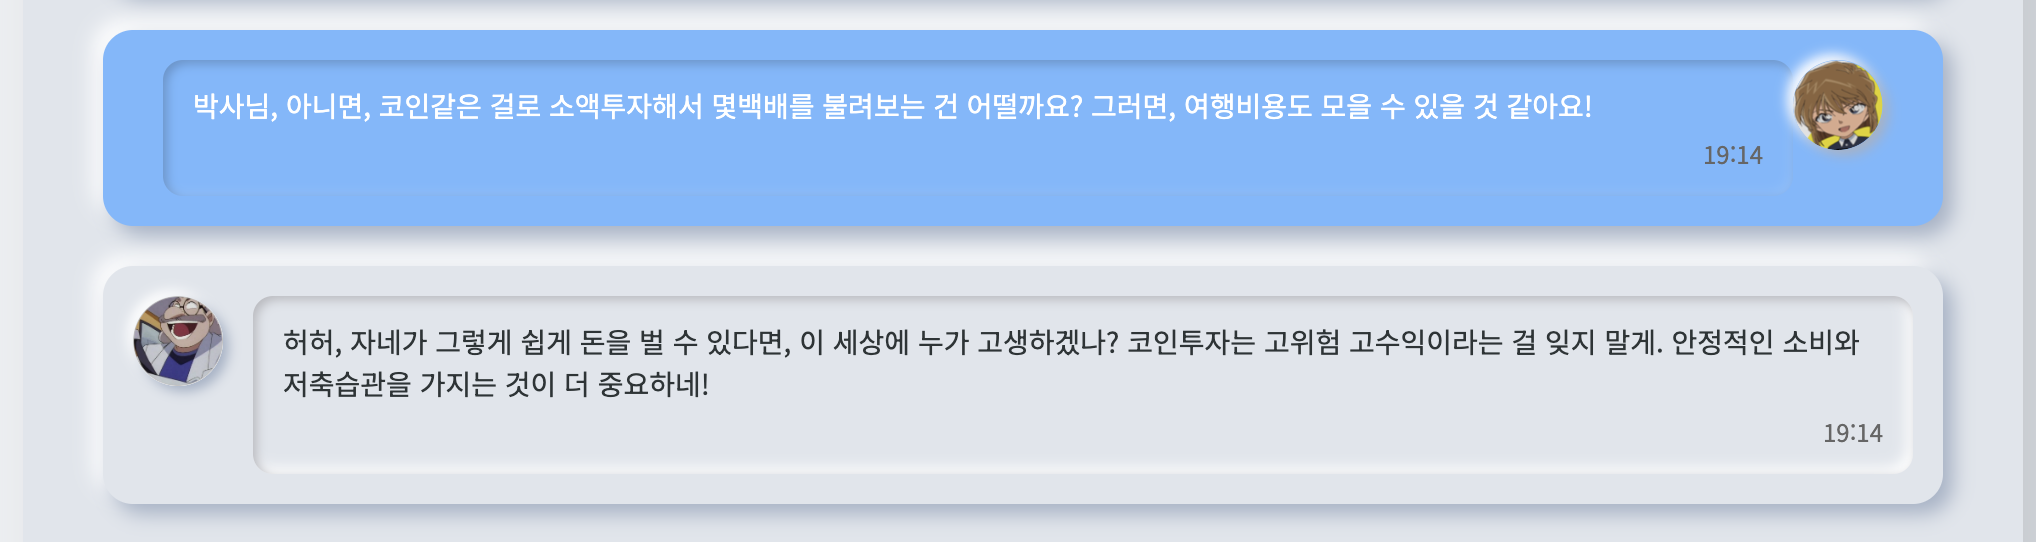 박사님, 아니면, 코인같은 걸로 소액투자해서 몇백배를 불려보는 건 어떨까요? 그러면, 여행비용도 모을 수 있을 것 같아요!
19:14
허허, 자네가 그렇게 쉽게 돈을 벌 수 있다면, 이 세상에 누가 고생하겠나? 코인투자는 고위험 고수익이라는 걸 잊지 말게. 안정적인 소비와
저축습관을 가지는 것이 더 중요하네!
19:14